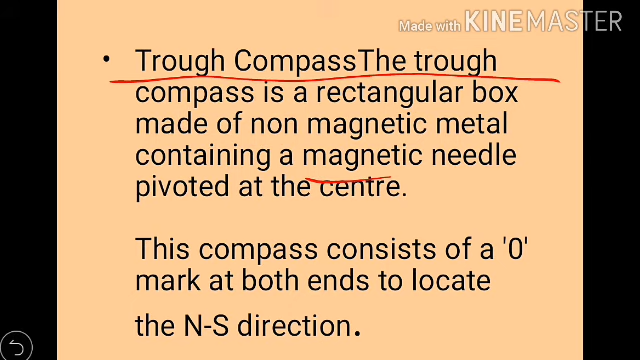 Made with KINEMASTER
• Trough CompassThe trough
compass is a rectangular box
made of non magnetic metal
containing a magnetic needle
pivoted at the centre.
This compass consists of a '0'
mark at both ends to locate
the N-S direction.